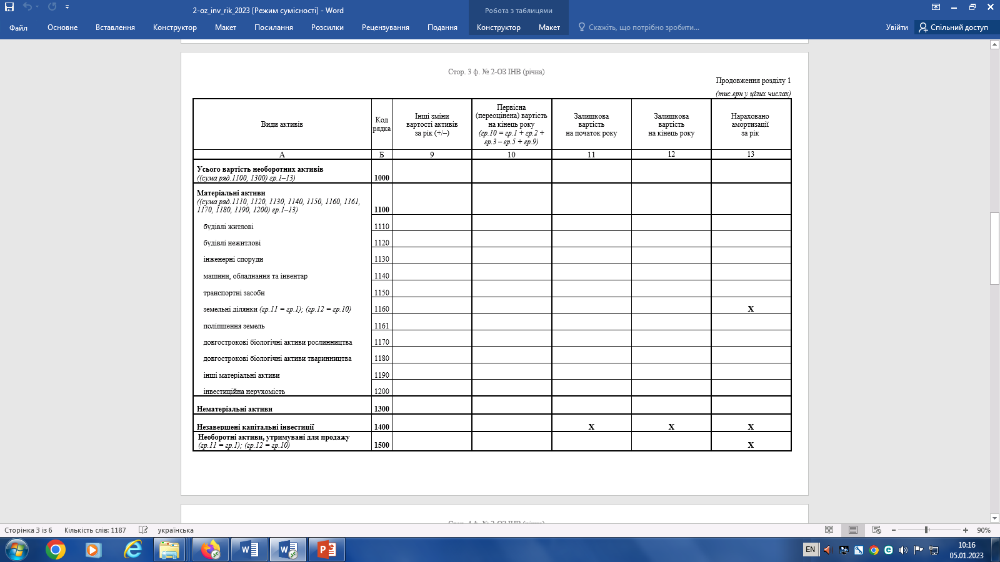 2-oz_inv_rik_2023 [Режим сумісності] - Word
Робота з таблицями
Файл Основне Вставлення Конструктор Макет Посилання Розсилки Рецензування Подання Конструктор Макет Скажіть, що потрібно зробити... Увійти Спільний доступ
Стор. 3 ф. № 2-ОЗ ІНВ (річна)
Продовження розділу 1
(тис.грн у цілих числах)
Види активів
Код
рядка
Інші зміни
вартості активів
за рік (+/–)
Первісна
(переоцінена) вартість
на кінець року
(гр.10 = гр.1 + гр.2 +
гр.3 – гр.5 + гр.9)
Залишкова
вартість
на початок року
Залишкова
вартість
на кінець року
Нараховано
амортизації
за рік
А Б 9 10 11 12 13
Усього вартість необоротних активів
((сума ряд.1100, 1300) гр.1–13) 1000
Матеріальні активи
((сума ряд.1110, 1120, 1130, 1140, 1150, 1160, 1161,
1170, 1180, 1190, 1200) гр.1–13) 1100
будівлі житлові 1110
будівлі нежитлові 1120
інженерні споруди 1130
машини, обладнання та інвентар 1140
транспортні засоби 1150
земельні ділянки (гр.11 = гр.1); (гр.12 = гр.10) 1160 Х
поліпшення земель 1161
довгострокові біологічні активи рослинництва 1170
довгострокові біологічні активи тваринництва 1180
інші матеріальні активи 1190
інвестиційна нерухомість 1200
Нематеріальні активи 1300
Незавершені капітальні інвестиції 1400 Х Х Х
Необоротні активи, утримувані для продажу
(гр.11 = гр.1); (гр.12 = гр.10) 1500 Х
Стор. 4 ф. № 2-ОЗ ІНВ (річна)
Сторінка 3 із 6 Кількість слів: 1187 українська 90%
EN 10:16
05.01.2023